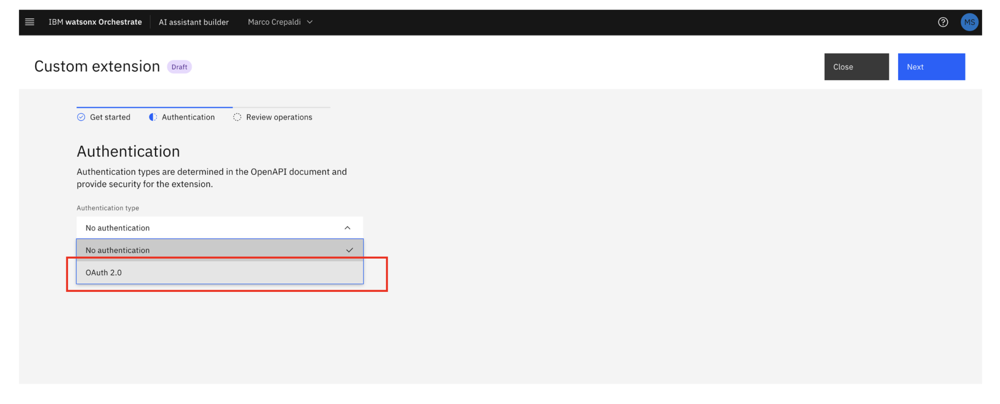 IBM watsonx Orchestrate AI assistant builder Marco Crepaldi MS
Custom extension Draft Close Next
Get started Authentication Review operations
Authentication
Authentication types are determined in the OpenAPI document and
provide security for the extension.
Authentication type
No authentication
No authentication
OAuth 2.0